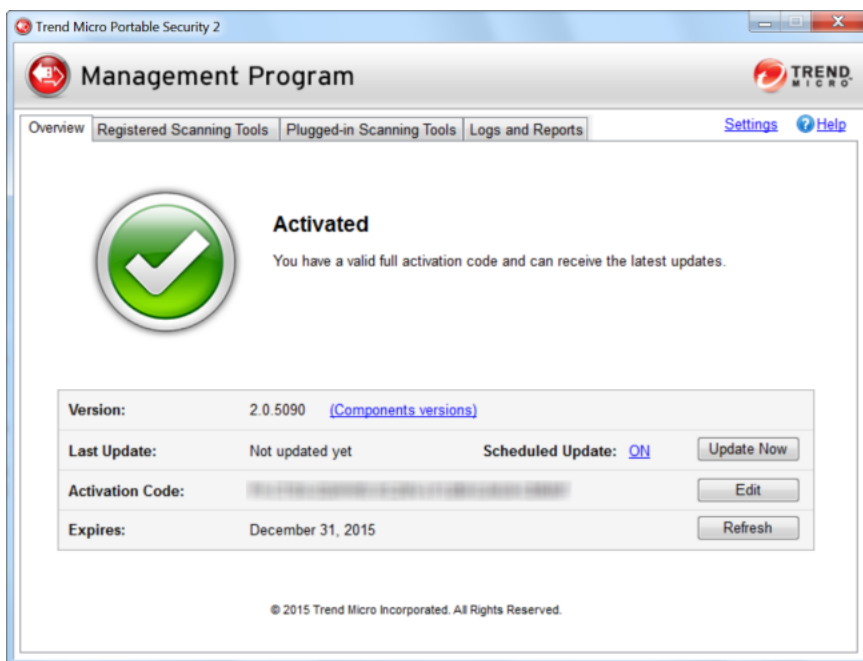 Trend Micro Portable Security 2
Management Program
TREND MICRO
Overview Registered Scanning Tools Plugged-in Scanning Tools Logs and Reports Settings Help
Activated
You have a valid full activation code and can receive the latest updates.
Version: 2.0.5090 (Components versions)
Last Update: Not updated yet Scheduled Update: ON Update Now
Activation Code: Edit
Expires: December 31, 2015 Refresh
© 2015 Trend Micro Incorporated. All Rights Reserved.